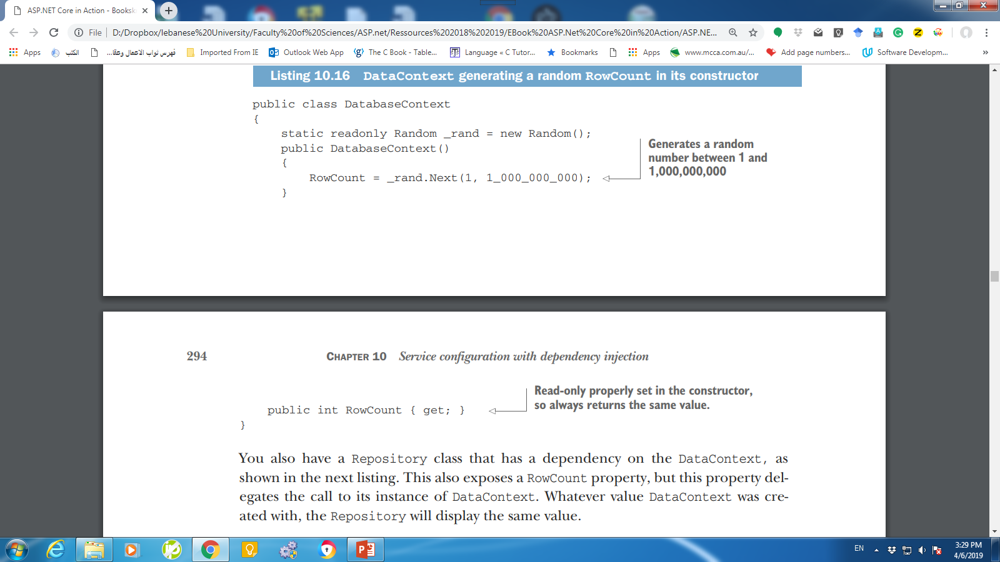 ASP.NET Core in Action - Booksk
File | D:/Dropbox/lebanese%20University/Faculty%20of%20Sciences/ASP.net/Ressources%202018%202019/EBook%20ASP.Net%20Core%20in%20Action/ASP.NE...
Apps الكتب فهرس ثواب الاعمال وعقا... Imported From IE Outlook Web App The C Book - Table... Language « C Tutor... Bookmarks Apps www.mcca.com.au/... Add page numbers... Software Developm... »
Listing 10.16 DataContext generating a random RowCount in its constructor
public class DatabaseContext
{
static readonly Random _rand = new Random();
public DatabaseContext()
{
RowCount = _rand.Next(1, 1_000_000_000);
}
Generates a random
number between 1 and
1,000,000,000
294 CHAPTER 10 Service configuration with dependency injection
public int RowCount { get; }
}
Read-only properly set in the constructor,
so always returns the same value.
You also have a Repository class that has a dependency on the DataContext, as
shown in the next listing. This also exposes a RowCount property, but this property del-
egates the call to its instance of DataContext. Whatever value DataContext was cre-
ated with, the Repository will display the same value.
EN
3:29 PM
4/6/2019